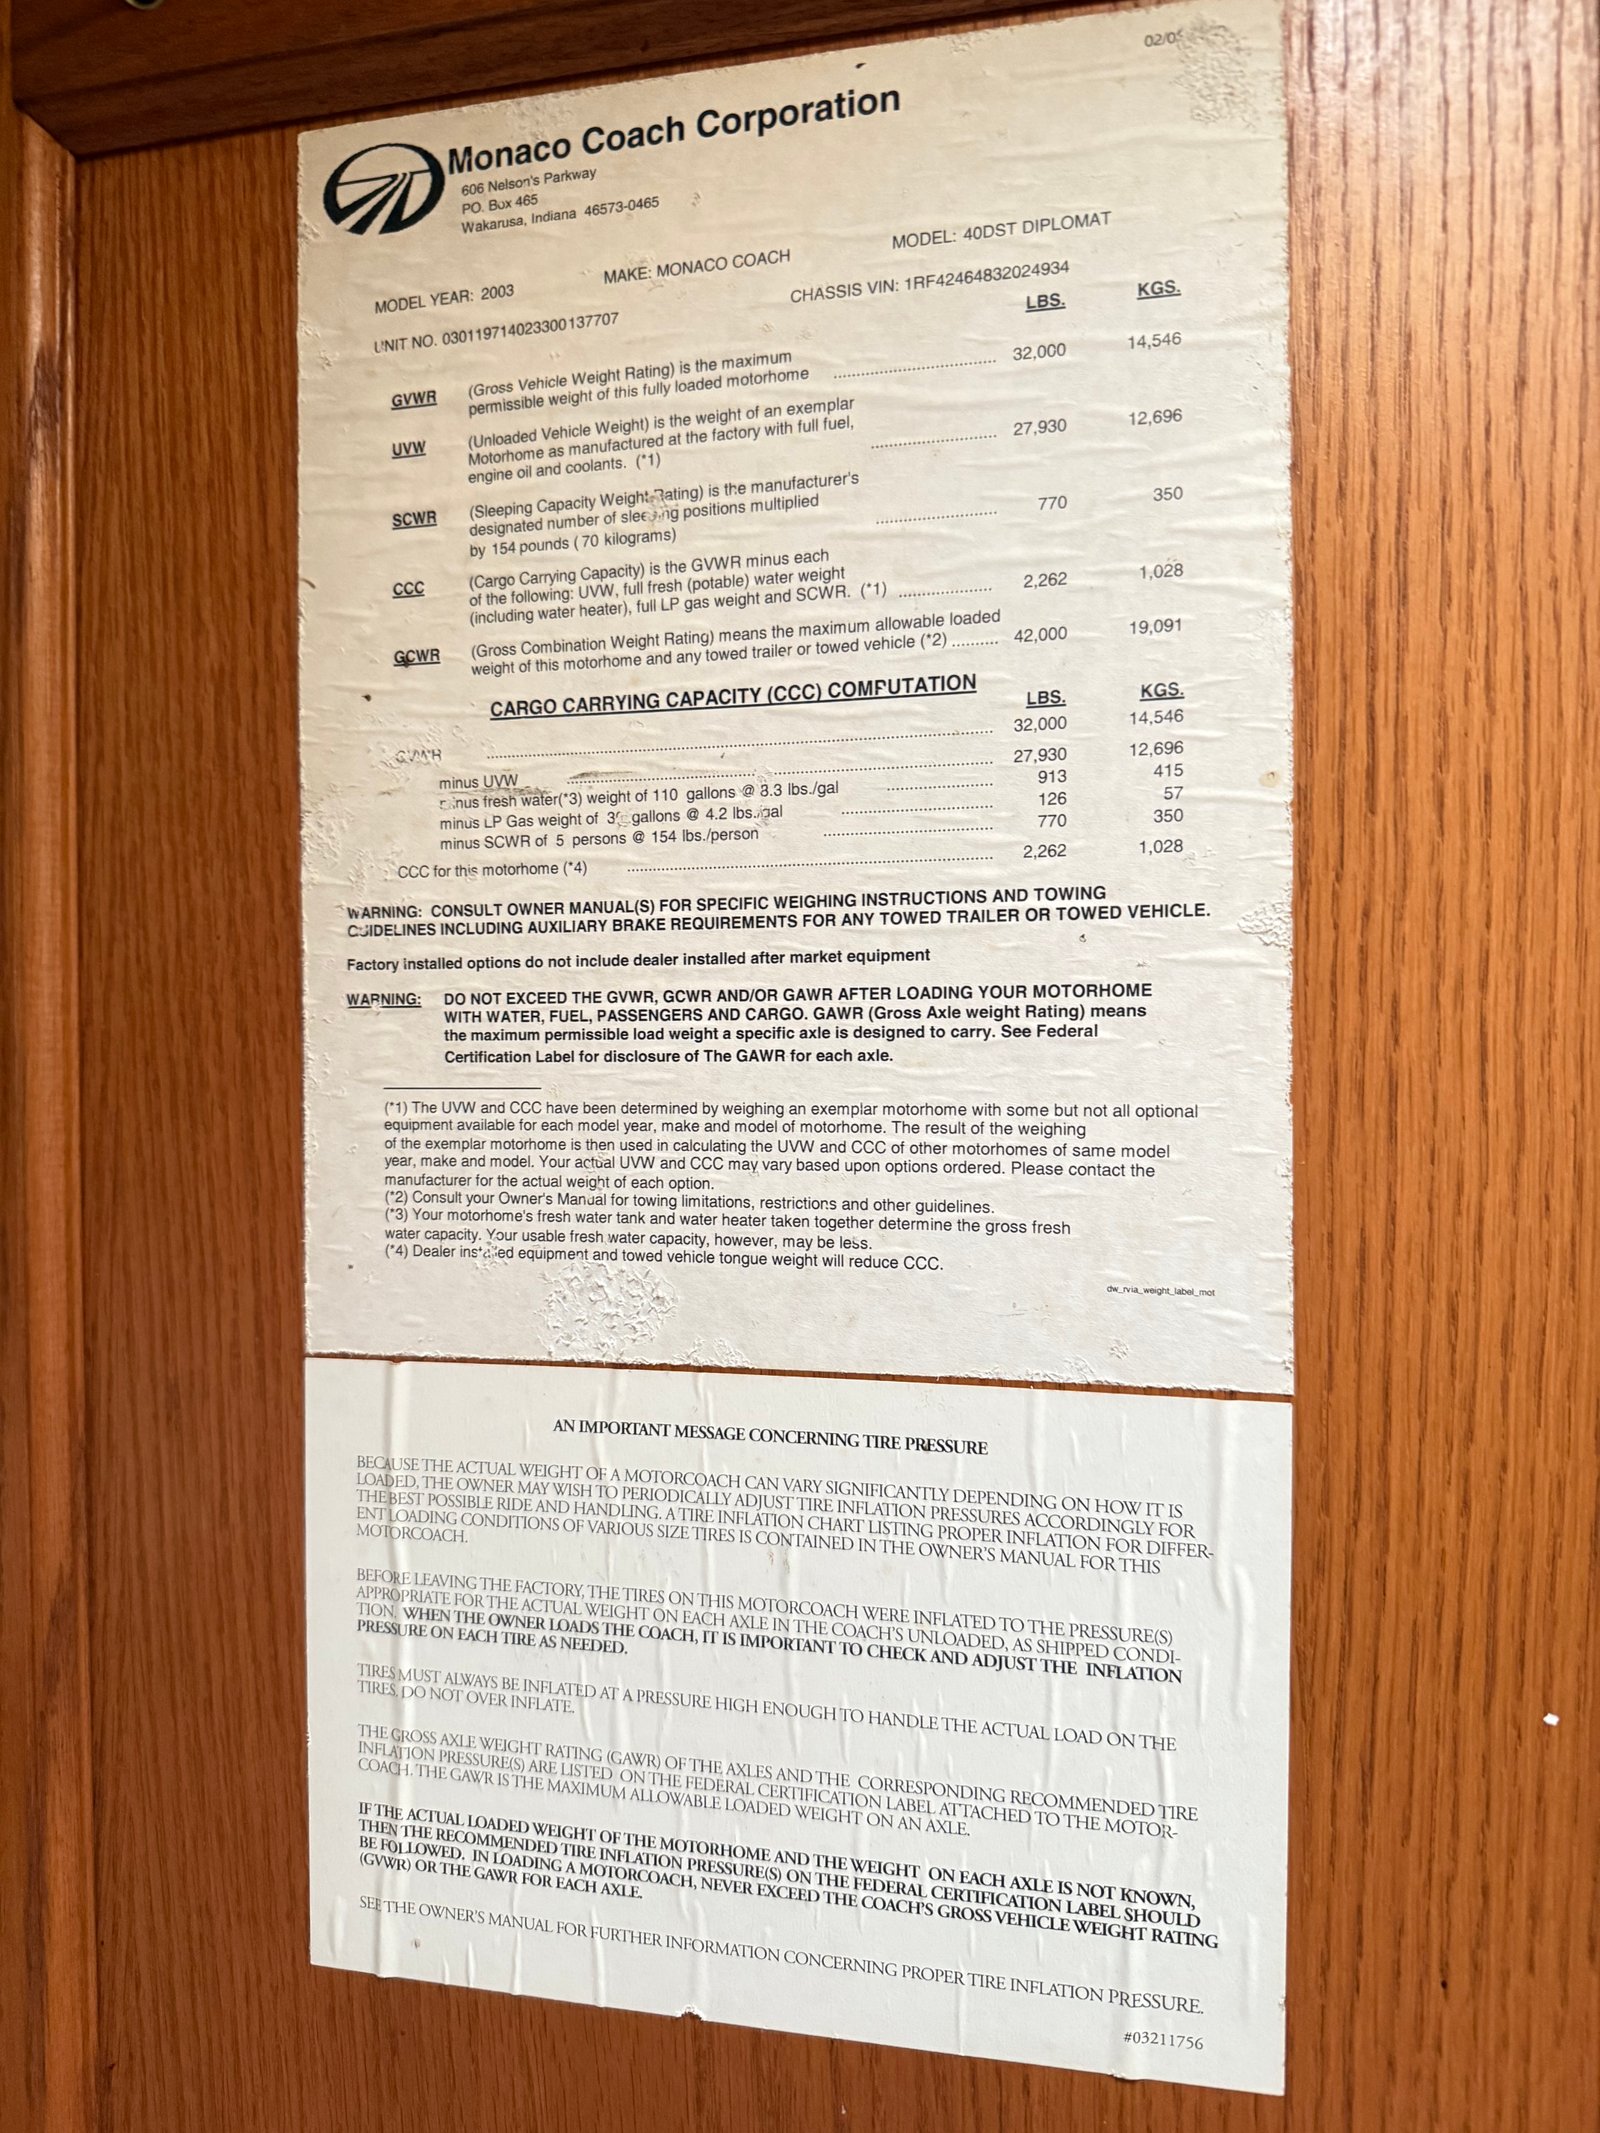 02/0
Monaco Coach Corporation
606 Nelson's Parkway
PO. Box 465
Wakarusa, Indiana 46573-0465
MODEL YEAR: 2003 MAKE: MONACO COACH MODEL: 40DST DIPLOMAT
UNIT NO. 030119714023300137707 CHASSIS VIN: 1RF42464832024934
LBS. KGS.
GVWR (Gross Vehicle Weight Rating) is the maximum
permissible weight of this fully loaded motorhome 32,000 14,546
UVW (Unloaded Vehicle Weight) is the weight of an exemplar
Motorhome as manufactured at the factory with full fuel, 27,930 12,696
engine oil and coolants. (*1)
SCWR (Sleeping Capacity Weight Rating) is the manufacturer's
designated number of sleeping positions multiplied 770 350
by 154 pounds ( 70 kilograms)
CCC (Cargo Carrying Capacity) is the GVWR minus each
of the following: UVW, full fresh (potable) water weight
(including water heater), full LP gas weight and SCWR. (*1) 2,262 1,028
GCWR (Gross Combination Weight Rating) means the maximum allowable loaded
weight of this motorhome and any towed trailer or towed vehicle (*2) 42,000 19,091
CARGO CARRYING CAPACITY (CCC) COMPUTATION LBS. KGS.
GVWR 32,000 14,546
minus UVW 27,930 12,696
minus fresh water(*3) weight of 110 gallons @ 8.3 lbs./gal 913 415
minus LP Gas weight of gallons @ 4.2 lbs./gal 126 57
minus SCWR of 5 persons @ 154 lbs./person 770 350
CCC for this motorhome (*4) 2,262 1,028
WARNING: CONSULT OWNER MANUAL(S) FOR SPECIFIC WEIGHING INSTRUCTIONS AND TOWING
GUIDELINES INCLUDING AUXILIARY BRAKE REQUIREMENTS FOR ANY TOWED TRAILER OR TOWED VEHICLE.
Factory installed options do not include dealer installed after market equipment
WARNING: DO NOT EXCEED THE GVWR, GCWR AND/OR GAWR AFTER LOADING YOUR MOTORHOME
WITH WATER, FUEL, PASSENGERS AND CARGO. GAWR (Gross Axle weight Rating) means
the maximum permissible load weight a specific axle is designed to carry. See Federal
Certification Label for disclosure of The GAWR for each axle.
(*1) The UVW and CCC have been determined by weighing an exemplar motorhome with some but not all optional
equipment available for each model year, make and model of motorhome. The result of the weighing
of the exemplar motorhome is then used in calculating the UVW and CCC of other motorhomes of same model
year, make and model. Your actual UVW and CCC may vary based upon options ordered. Please contact the
manufacturer for the actual weight of each option.
(*2) Consult your Owner's Manual for towing limitations, restrictions and other guidelines.
(*3) Your motorhome's fresh water tank and water heater taken together determine the gross fresh
water capacity. Your usable fresh water capacity, however, may be less.
(*4) Dealer installed equipment and towed vehicle tongue weight will reduce CCC.
dw_rvia_weight_label_mot
AN IMPORTANT MESSAGE CONCERNING TIRE PRESSURE
BECAUSE THE ACTUAL WEIGHT OF A MOTORCOACH CAN VARY SIGNIFICANTLY DEPENDING ON HOW IT IS
LOADED, THE OWNER MAY WISH TO PERIODICALLY ADJUST TIRE INFLATION PRESSURES ACCORDINGLY FOR
THE BEST POSSIBLE RIDE AND HANDLING. A TIRE INFLATION CHART LISTING PROPER INFLATION FOR DIFFER-
ENT LOADING CONDITIONS OF VARIOUS SIZE TIRES IS CONTAINED IN THE OWNER'S MANUAL FOR THIS
MOTORCOACH.
BEFORE LEAVING THE FACTORY, THE TIRES ON THIS MOTORCOACH WERE INFLATED TO THE PRESSURE(S)
APPROPRIATE FOR THE ACTUAL WEIGHT ON EACH AXLE IN THE COACH'S UNLOADED, AS SHIPPED CONDI-
TION. WHEN THE OWNER LOADS THE COACH, IT IS IMPORTANT TO CHECK AND ADJUST THE INFLATION
PRESSURE ON EACH TIRE AS NEEDED.
TIRES MUST ALWAYS BE INFLATED AT A PRESSURE HIGH ENOUGH TO HANDLE THE ACTUAL LOAD ON THE
TIRES. DO NOT OVER INFLATE.
THE GROSS AXLE WEIGHT RATING (GAWR) OF THE AXLES AND THE CORRESPONDING RECOMMENDED TIRE
INFLATION PRESSURE(S) ARE LISTED ON THE FEDERAL CERTIFICATION LABEL ATTACHED TO THE MOTOR-
COACH. THE GAWR IS THE MAXIMUM ALLOWABLE LOADED WEIGHT ON AN AXLE.
IF THE ACTUAL LOADED WEIGHT OF THE MOTORHOME AND THE WEIGHT ON EACH AXLE IS NOT KNOWN,
THEN THE RECOMMENDED TIRE INFLATION PRESSURE(S) ON THE FEDERAL CERTIFICATION LABEL SHOULD
BE FOLLOWED. IN LOADING A MOTORCOACH, NEVER EXCEED THE COACH'S GROSS VEHICLE WEIGHT RATING
(GVWR) OR THE GAWR FOR EACH AXLE.
SEE THE OWNER'S MANUAL FOR FURTHER INFORMATION CONCERNING PROPER TIRE INFLATION PRESSURE.
#03211756